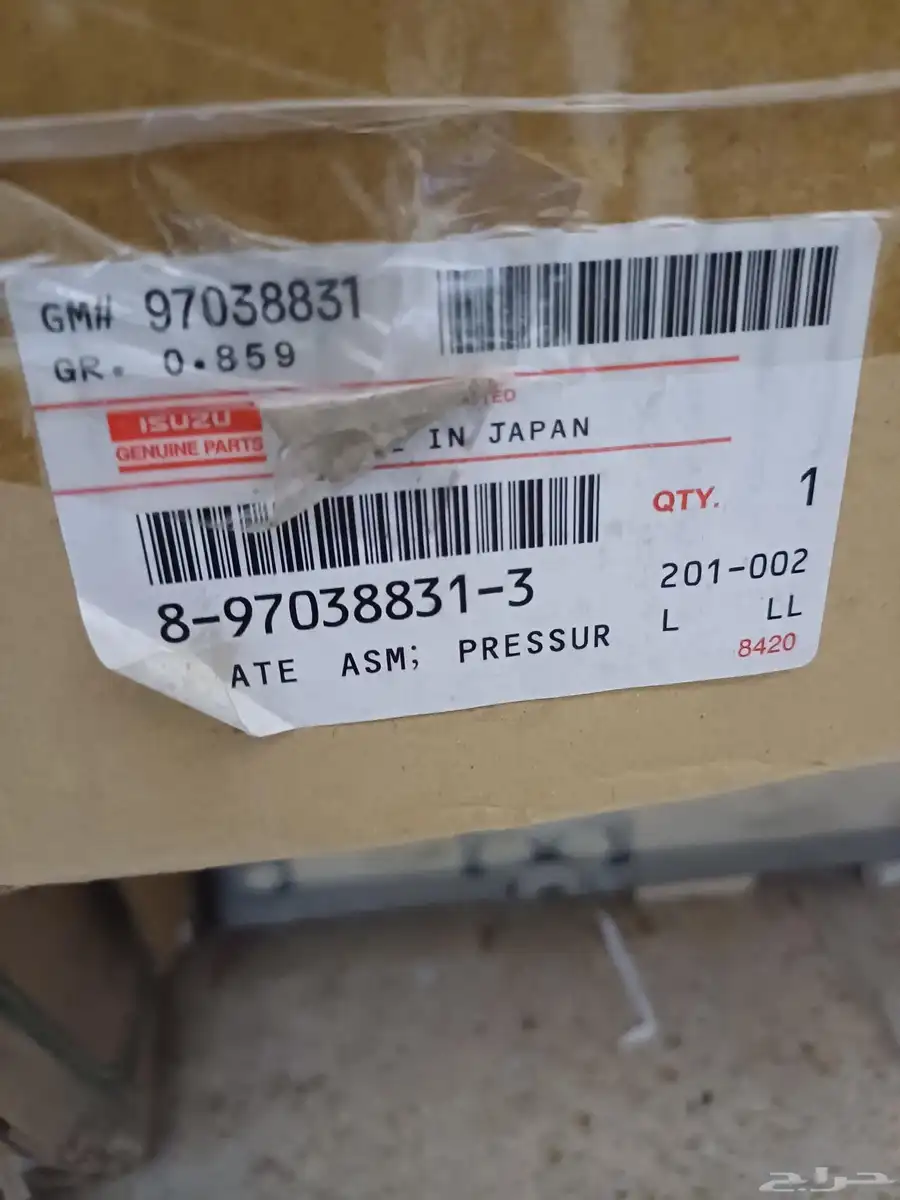 GM# 97038831
GR. 0.859
ISUZU
GENUINE PARTS
IN JAPAN
QTY. 1
8-97038831-3
201-002
L LL
ATE ASM; PRESSUR
8420
حراج